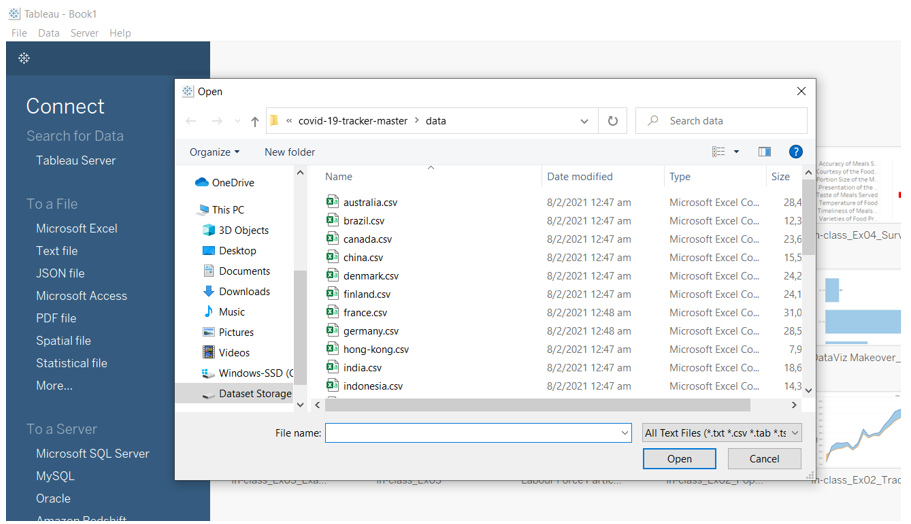 Tableau - Book1
File Data Server Help
Connect
Search for Data
Tableau Server
To a File
Microsoft Excel
Text file
JSON file
Microsoft Access
PDF file
Spatial file
Statistical file
More...
To a Server
Microsoft SQL Server
MySQL
Oracle
Amazon Redshift
Open
« covid-19-tracker-master > data
Search data
Organize New folder
OneDrive
This PC
3D Objects
Desktop
Documents
Downloads
Music
Pictures
Videos
Windows-SSD (C
Dataset Storage
Name Date modified Type Size
australia.csv 8/2/2021 12:47 am Microsoft Excel Co... 28,4
brazil.csv 8/2/2021 12:47 am Microsoft Excel Co... 12,3
canada.csv 8/2/2021 12:47 am Microsoft Excel Co... 23,6
china.csv 8/2/2021 12:47 am Microsoft Excel Co... 15,5
denmark.csv 8/2/2021 12:47 am Microsoft Excel Co... 24,2
finland.csv 8/2/2021 12:47 am Microsoft Excel Co... 24,1
france.csv 8/2/2021 12:48 am Microsoft Excel Co... 31,0
germany.csv 8/2/2021 12:48 am Microsoft Excel Co... 28,5
hong-kong.csv 8/2/2021 12:47 am Microsoft Excel Co... 7,9
india.csv 8/2/2021 12:47 am Microsoft Excel Co... 18,6
indonesia.csv 8/2/2021 12:47 am Microsoft Excel Co... 14,3
File name:
All Text Files (*.txt *.csv *.tab *.ts
Open Cancel
Accuracy of Meals S..
Courtesy of the Food..
Portion Size of the M..
Presentation of the ..
Taste of Meals Served
Temperature of Food
Timeliness of Meals ..
Varieties of Food Pr..
In-class_Ex04_Surv
DataViz Makeover_
In-class_Ex02_Trac